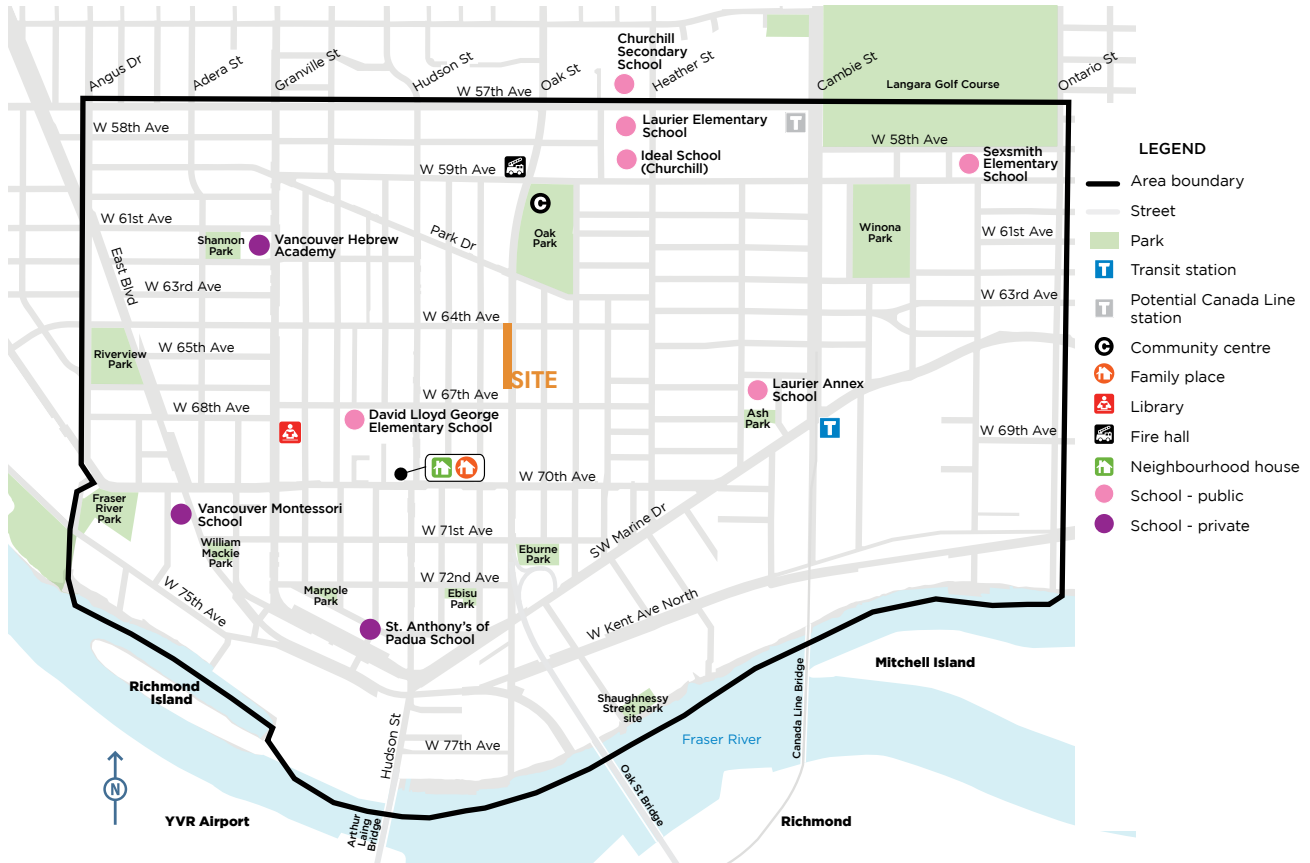 Angus Dr
Adera St
Granville St
Hudson St
Oak St
Churchill
Secondary
School
Heather St
Cambie St
Langara Golf Course
Ontario St
W 57th Ave
W 58th Ave
Laurier Elementary
School
T
W 58th Ave
Ideal School
(Churchill)
Sexsmith
Elementary
School
W 59th Ave
C
W 61st Ave
Shannon
Park
Vancouver Hebrew
Academy
Park Dr
Oak
Park
Winona
Park
W 61st Ave
East Blvd
W 63rd Ave
W 63rd Ave
W 64th Ave
Riverview
Park
W 65th Ave
SITE
W 67th Ave
Laurier Annex
School
W 68th Ave
David Lloyd George
Elementary School
Ash
Park
T
W 69th Ave
W 70th Ave
Fraser
River
Park
Vancouver Montessori
School
W 71st Ave
SW Marine Dr
William
Mackie
Park
Eburne
Park
W 72nd Ave
W 75th Ave
Marpole
Park
Ebisu
Park
St. Anthony's of
Padua School
W Kent Ave North
Mitchell Island
Richmond
Island
Shaughnessy
Street park
site
Canada Line Bridge
Hudson St
W 77th Ave
Fraser River
Oak St Bridge
N
YVR Airport
Arthur
Laing
Bridge
Richmond
LEGEND
Area boundary
Street
Park
T
Transit station
T
Potential Canada Line
station
C
Community centre
Family place
Library
Fire hall
Neighbourhood house
School - public
School - private